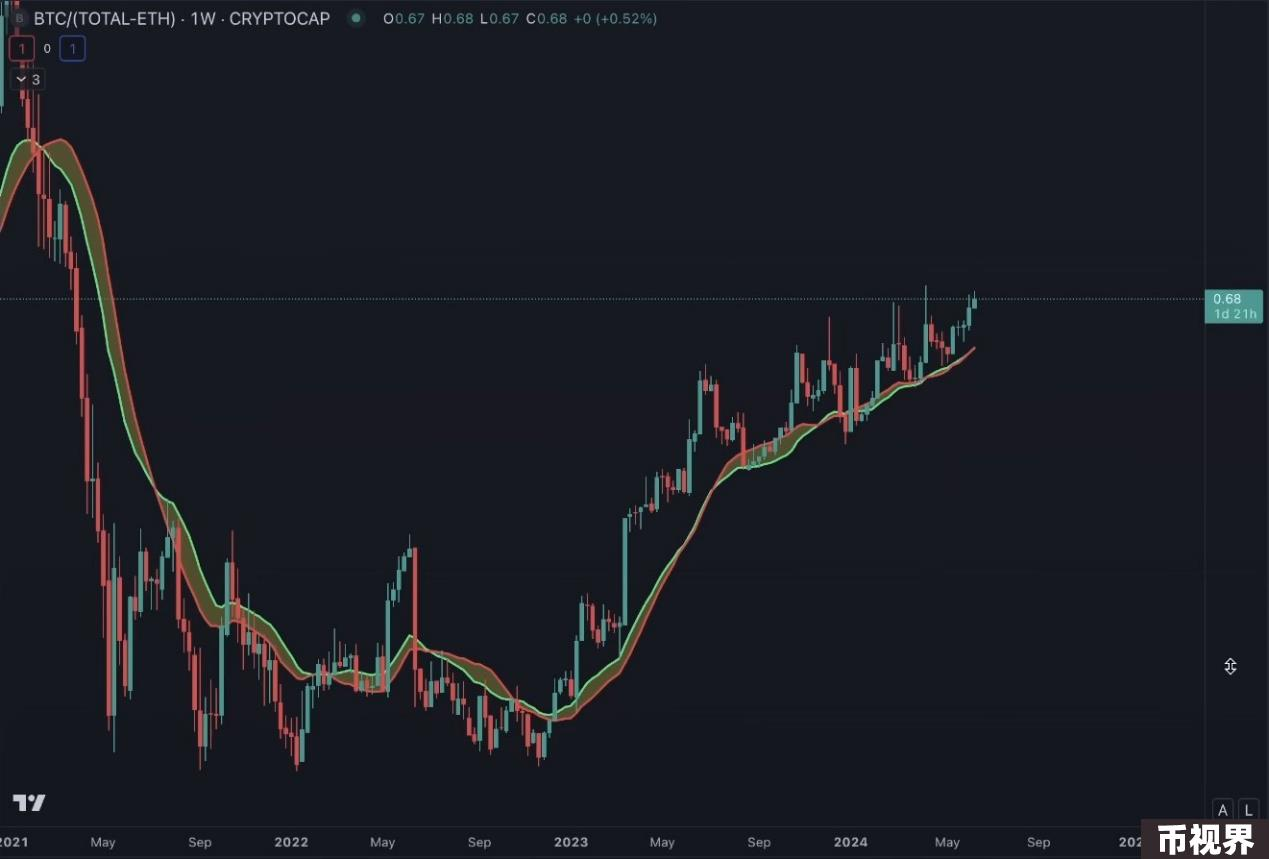 B BTC/(TOTAL-ETH) · 1W · CRYPTOCAP O0.67 H0.68 L0.67 C0.68 +0 (+0.52%)
1 0 1
3
0.68
1d 21h
A L
2021 May Sep 2022 May Sep 2023 May Sep 2024 May Sep
币视界